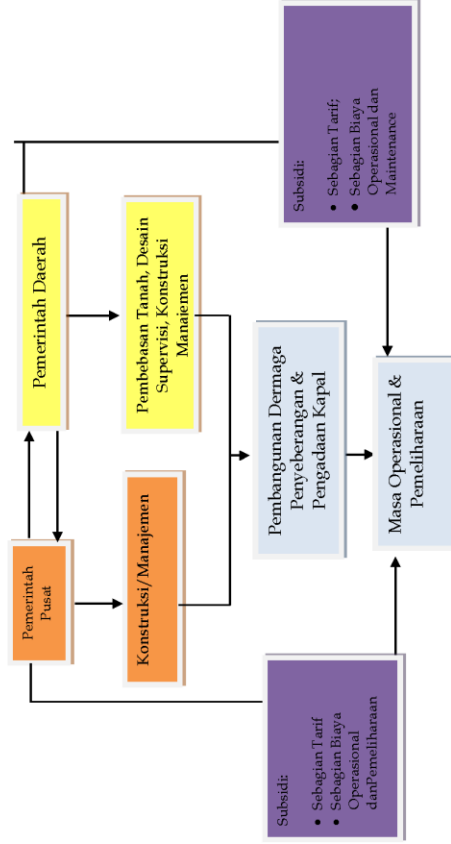 Pemerintah
Pusat
Pemerintah Daerah
Konstruksi/Manajemen
Pembebasan Tanah, Desain
Supervisi, Konstruksi
Manajemen
Pembangunan Dermaga
Penyeberangan &
Pengadaan Kapal
Subsidi:
• Sebagian Tarif
• Sebagian Biaya
Operasional
danPemeliharaan
Masa Operasional &
Pemeliharaan
Subsidi:
• Sebagian Tarif;
• Sebagian Biaya
Operasional dan
Maintenance